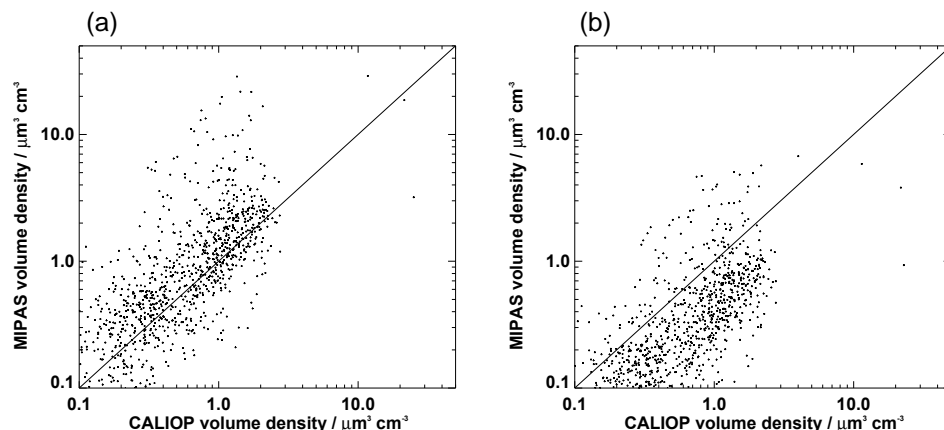 (a)
(b)
MIPAS volume density / μm³ cm⁻³
10.0
1.0
0.1
0.1
1.0
10.0
CALIOP volume density / μm³ cm⁻³
MIPAS volume density / μm³ cm⁻³
10.0
1.0
0.1
0.1
1.0
10.0
CALIOP volume density / μm³ cm⁻³